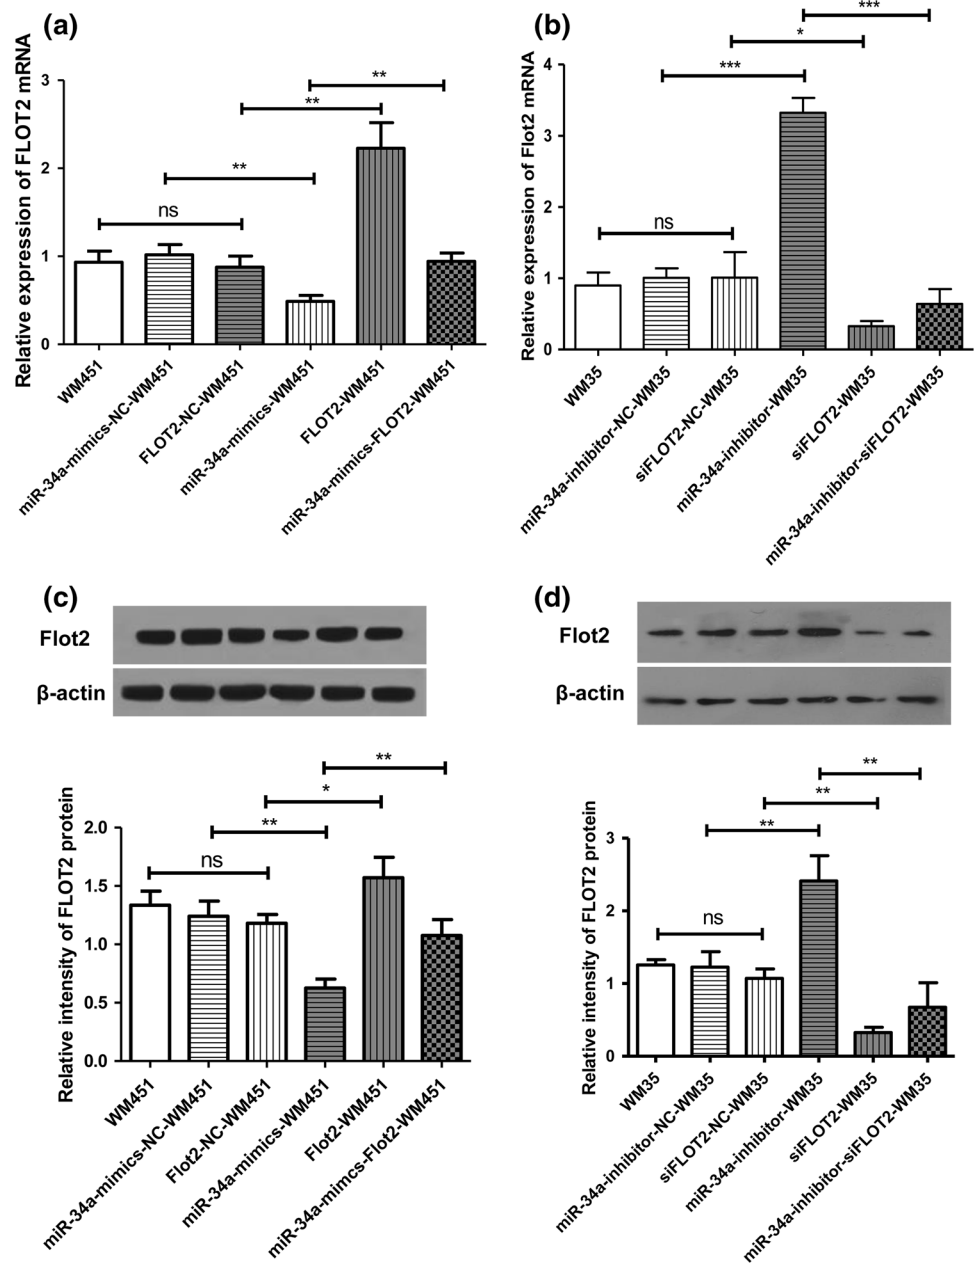 (a)
Relative expression of FLOT2 mRNA
3
2
1
0
ns
**
**
**
WM451
miR-34a-mimics-NC-WM451
FLOT2-NC-WM451
miR-34a-mimics-WM451
FLOT2-WM451
miR-34a-mimics-FLOT2-WM451
(b)
Relative expression of Flot2 mRNA
4
3
2
1
0
ns
***
*
***
WM35
miR-34a-inhibitor-NC-WM35
siFLOT2-NC-WM35
miR-34a-inhibitor-WM35
siFLOT2-WM35
miR-34a-inhibitor-siFLOT2-WM35
(c)
Flot2
β-actin
Relative intensity of FLOT2 protein
2.0
1.5
1.0
0.5
0.0
ns
**
*
**
WM451
miR-34a-mimics-NC-WM451
Flot2-NC-WM451
miR-34a-mimics-WM451
Flot2-WM451
miR-34a-mimcs-Flot2-WM451
(d)
Flot2
β-actin
Relative intensity of FLOT2 protein
3
2
1
0
ns
**
**
**
WM35
miR-34a-inhibitor-NC-WM35
siFLOT2-NC-WM35
miR-34a-inhibitor-WM35
siFLOT2-WM35
miR-34a-inhibitor-siFLOT2-WM35